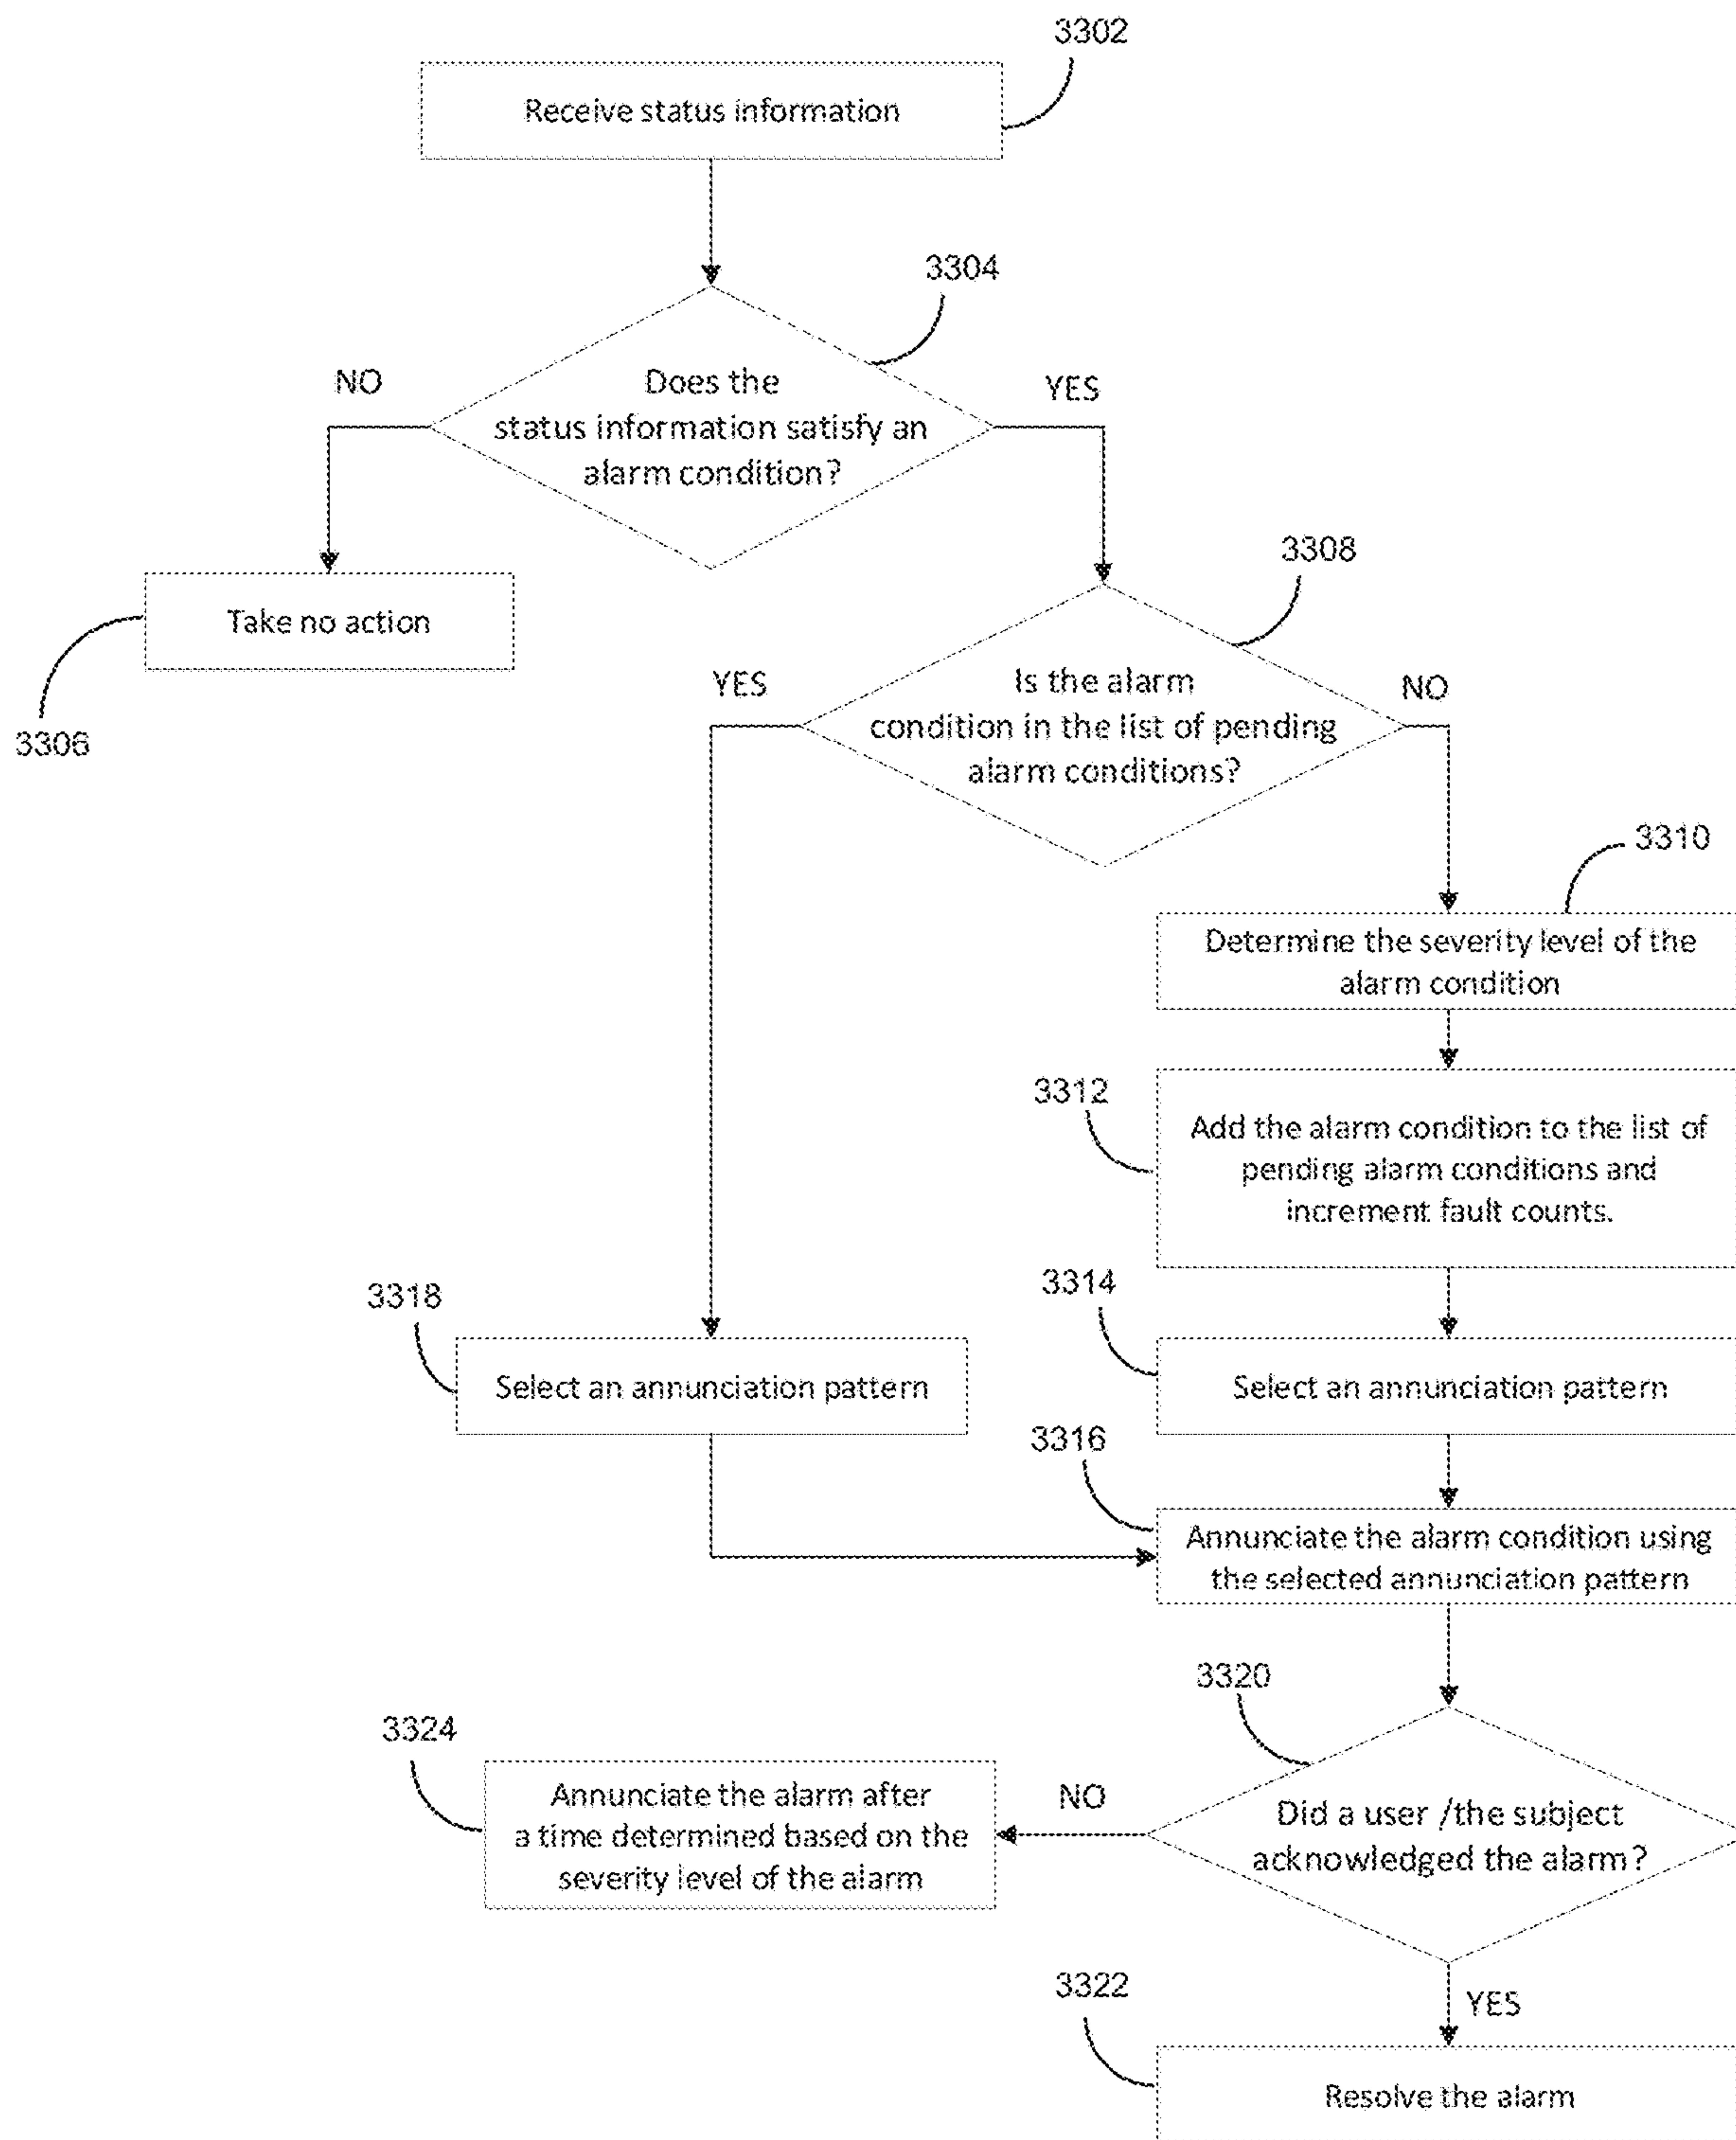 3302
Receive status information
3304
NO
YES
Does the
status information satisfy an
alarm condition?
3306
Take no action
3308
YES
NO
Is the alarm
condition in the list of pending
alarm conditions?
3310
Determine the severity level of the
alarm condition
3312
Add the alarm condition to the list of
pending alarm conditions and
increment fault counts.
3318
3314
Select an annunciation pattern
Select an annunciation pattern
3316
Annunciate the alarm condition using
the selected annunciation pattern
3320
3324
Annunciate the alarm after
a time determined based on the
severity level of the alarm
NO
Did a user /the subject
acknowledged the alarm?
3322
YES
Resolve the alarm